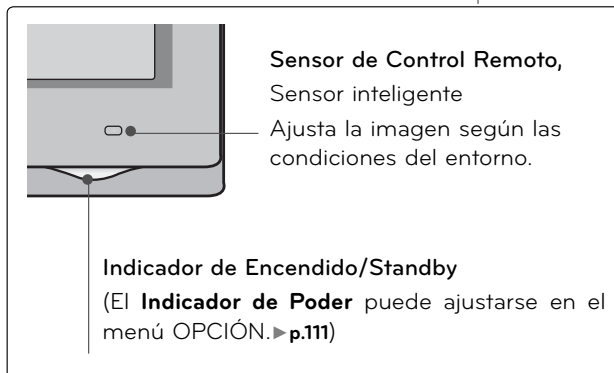 Sensor de Control Remoto,
Sensor inteligente
Ajusta la imagen según las
condiciones del entorno.
Indicador de Encendido/Standby
(El Indicador de Poder puede ajustarse en el
menú OPCIÓN.►p.111)